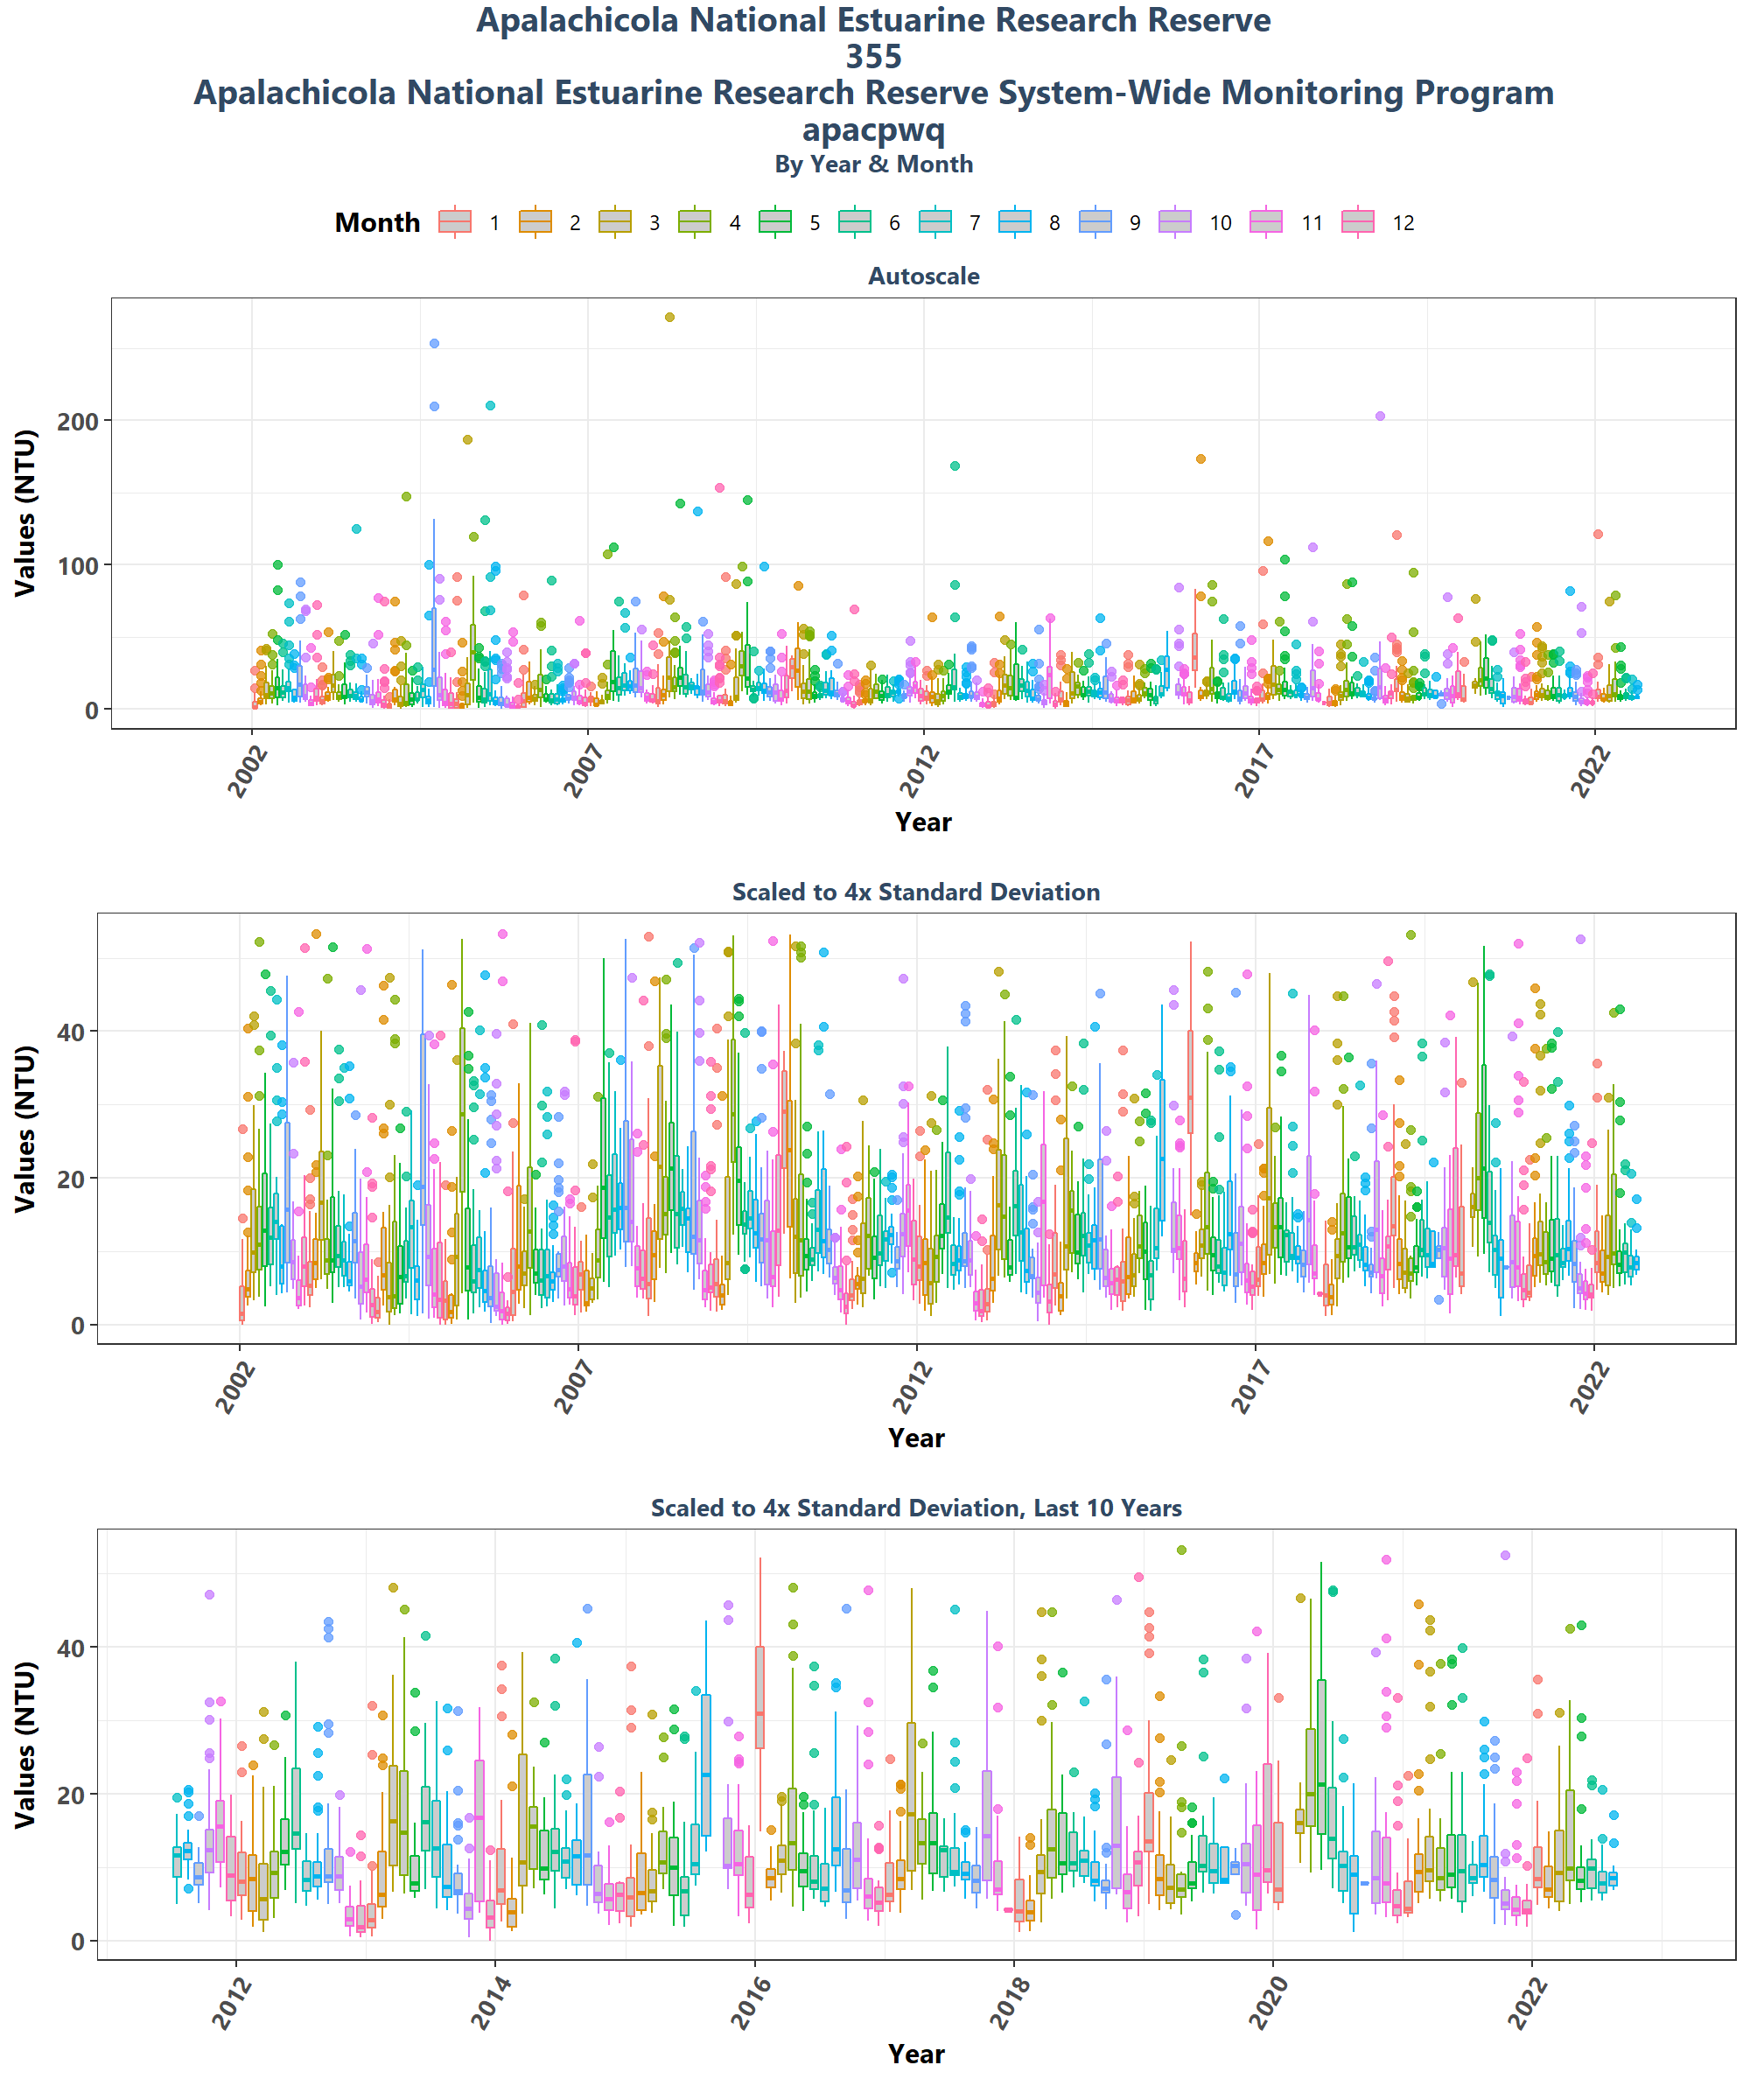 Apalachicola National Estuarine Research Reserve
355
Apalachicola National Estuarine Research Reserve System-Wide Monitoring Program
apacpwq
By Year & Month
Month 1 2 3 4 5 6 7 8 9 10 11 12
Autoscale
Values (NTU)
200
100
0
2002 2007 2012 2017 2022
Year
Scaled to 4x Standard Deviation
Values (NTU)
40
20
0
2002 2007 2012 2017 2022
Year
Scaled to 4x Standard Deviation, Last 10 Years
Values (NTU)
40
20
0
2012 2014 2016 2018 2020 2022
Year